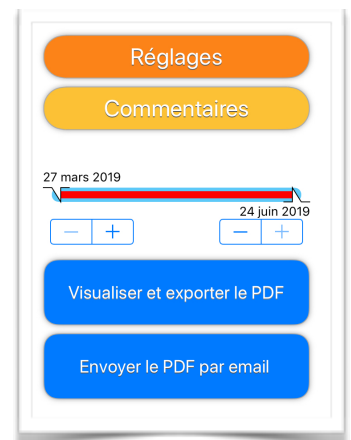 Réglages
Commentaires
27 mars 2019
24 juin 2019
− + − +
Visualiser et exporter le PDF
Envoyer le PDF par email